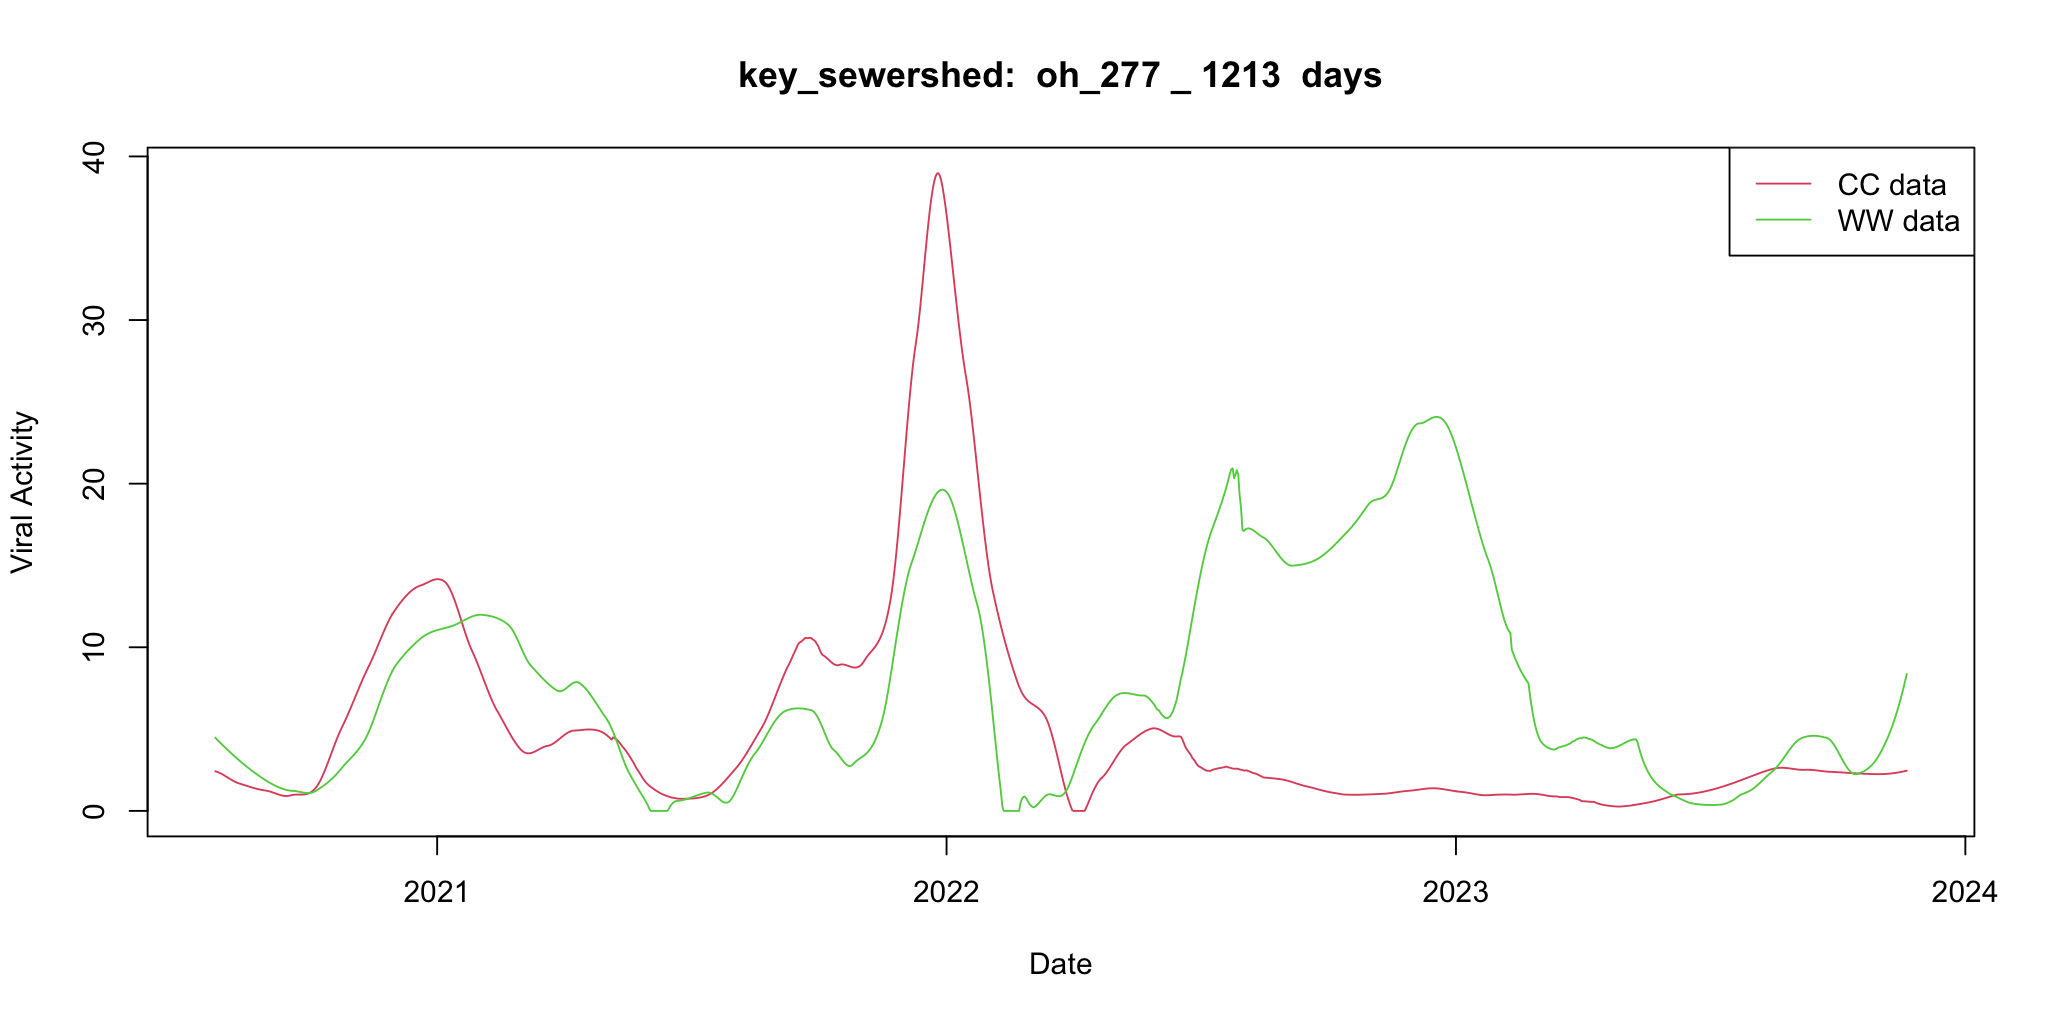 key_sewershed:  oh_277 _ 1213  days
CC data
WW data
Viral Activity
40
30
20
10
0
2021
2022
2023
2024
Date